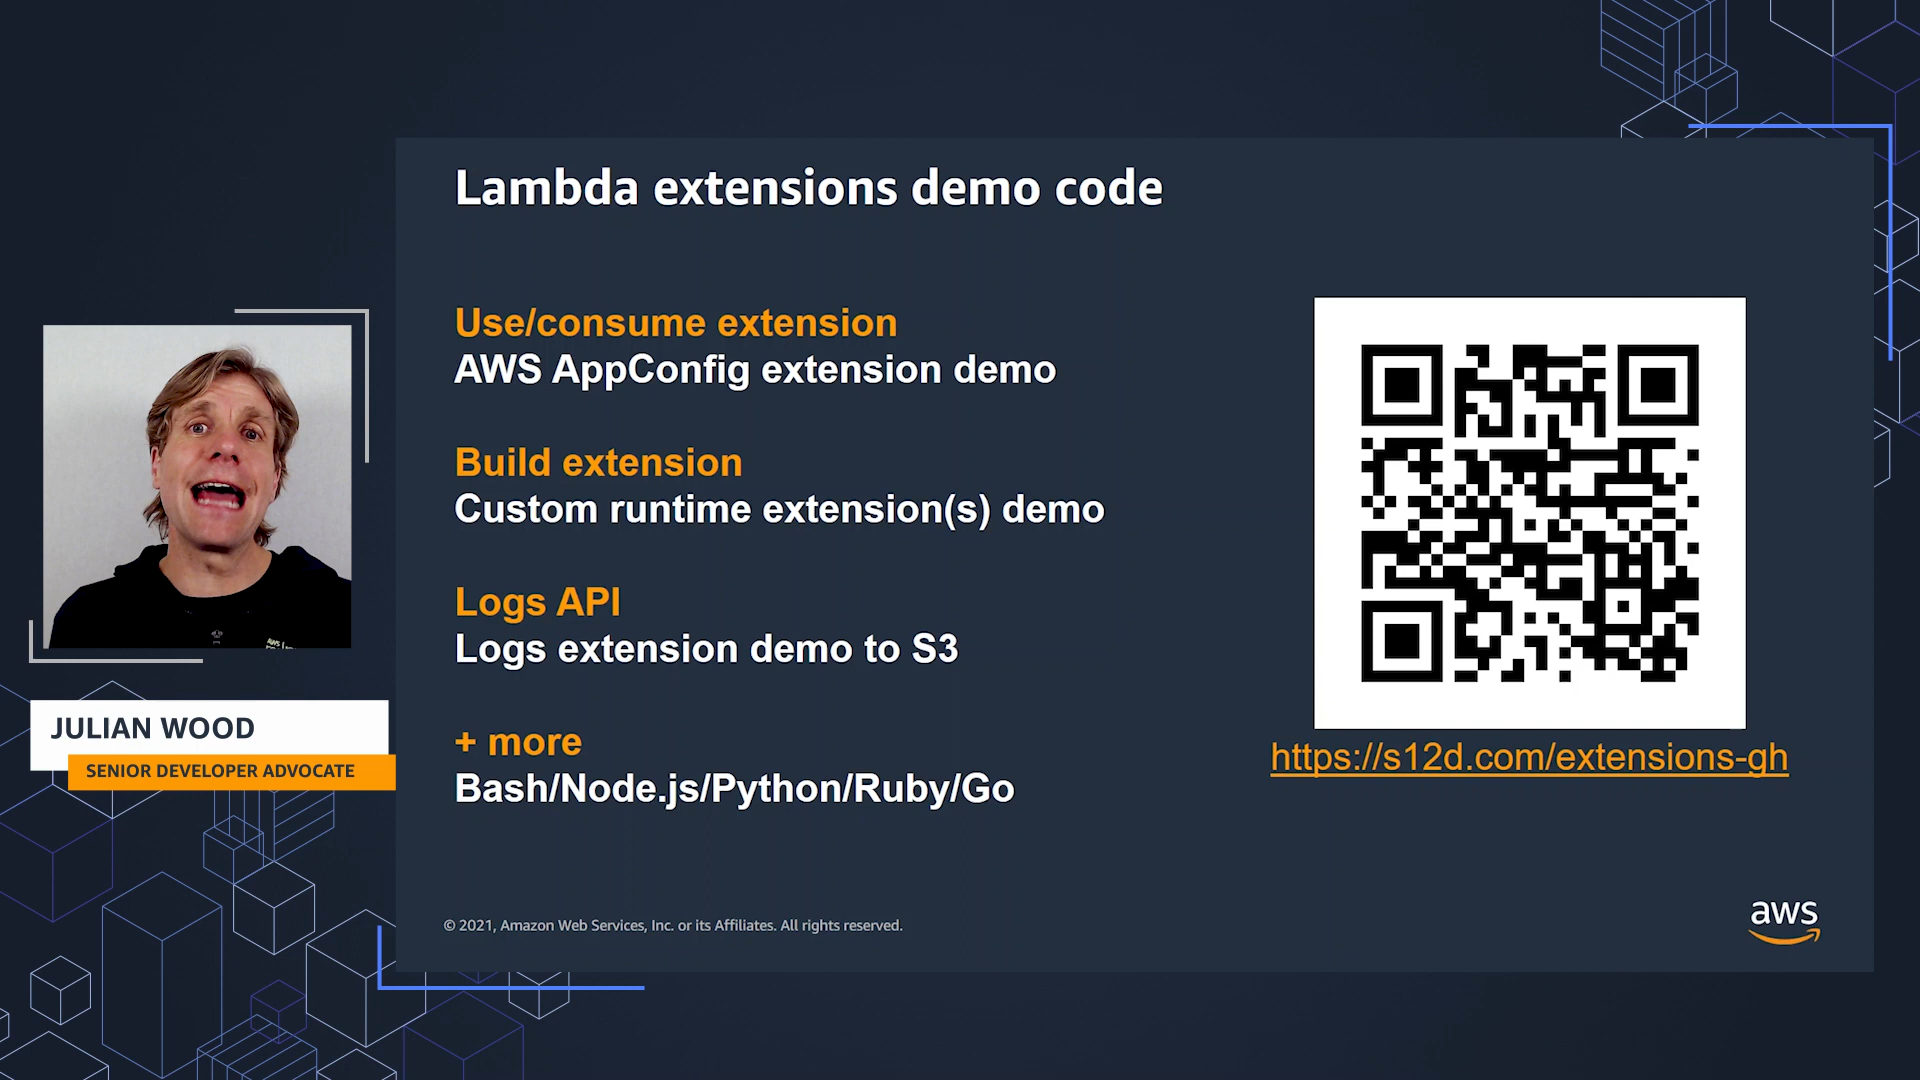 Lambda extensions demo code
Use/consume extension
AWS AppConfig extension demo
Build extension
Custom runtime extension(s) demo
Logs API
Logs extension demo to S3
+ more
Bash/Node.js/Python/Ruby/Go
https://s12d.com/extensions-gh
JULIAN WOOD
SENIOR DEVELOPER ADVOCATE
© 2021, Amazon Web Services, Inc. or its Affiliates. All rights reserved.
aws